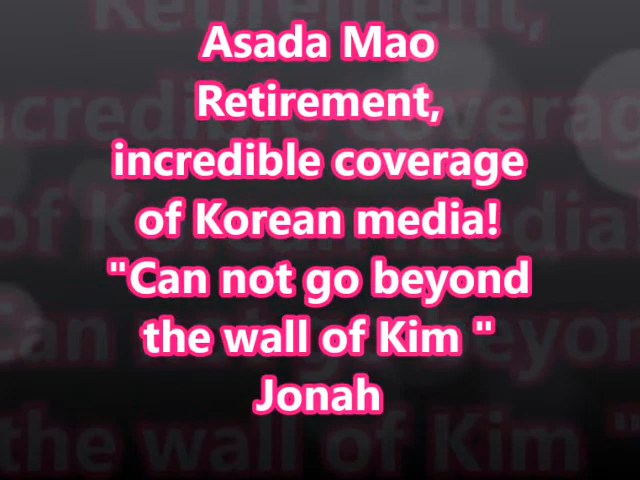 Asada Mao
Retirement,
incredible coverage
of Korean media!
"Can not go beyond
the wall of Kim "
Jonah